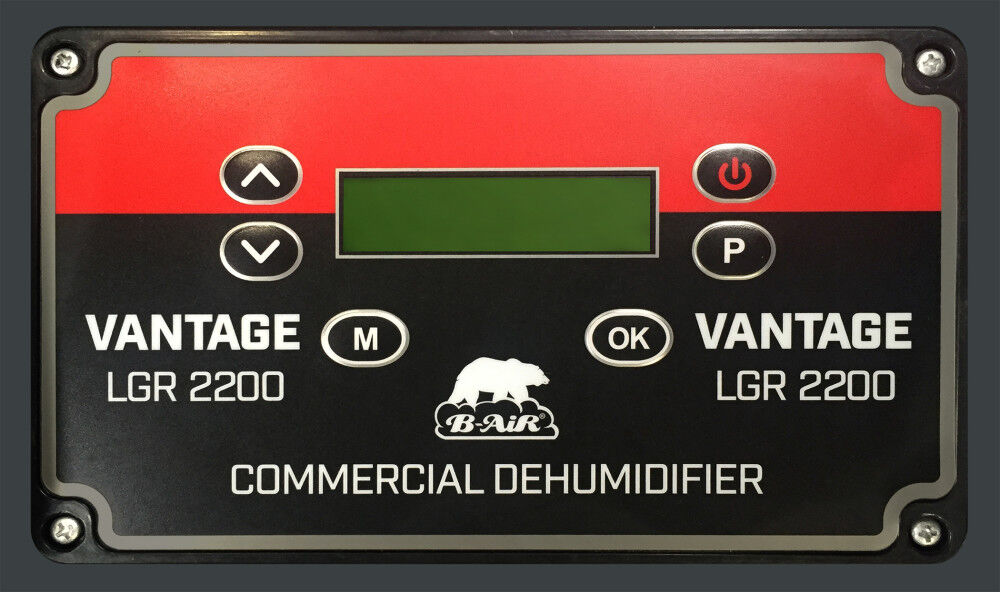 P
VANTAGE
LGR 2200
M
OK
VANTAGE
LGR 2200
B-AiR®
COMMERCIAL DEHUMIDIFIER